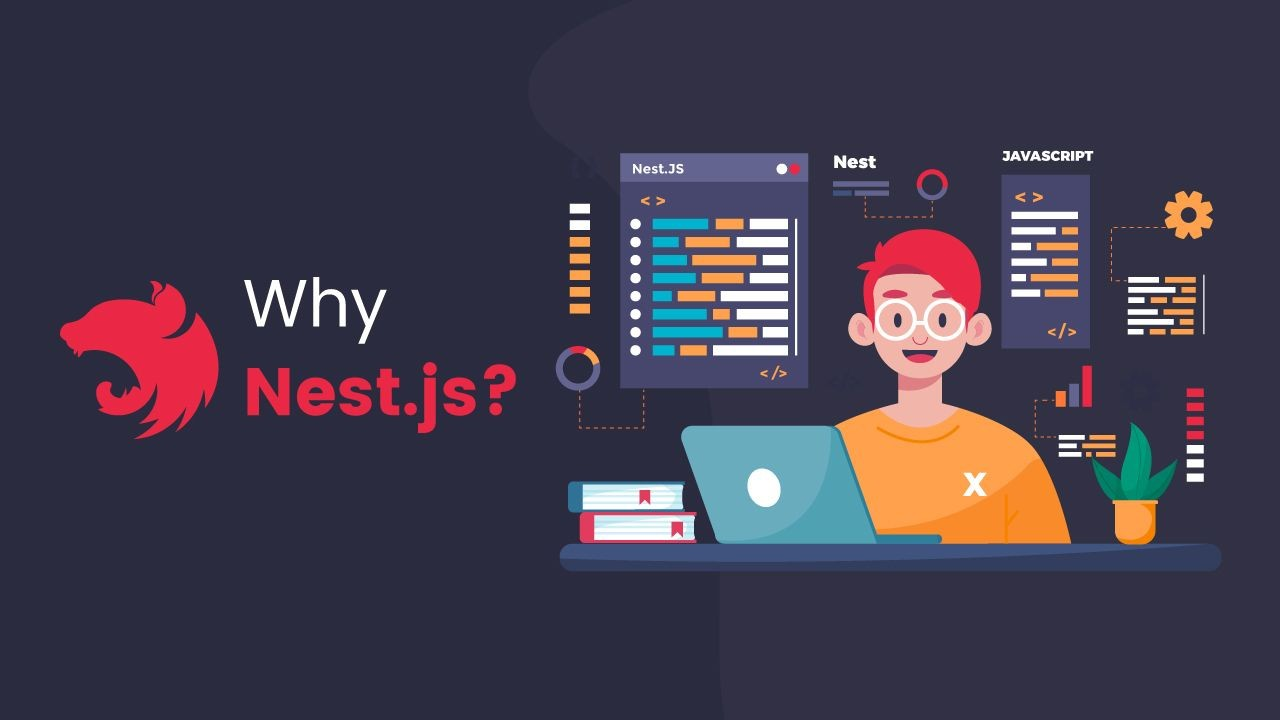 Why
Nest.js?
Nest.JS
< >
</>
Nest
JAVASCRIPT
< >
</>
X
</>